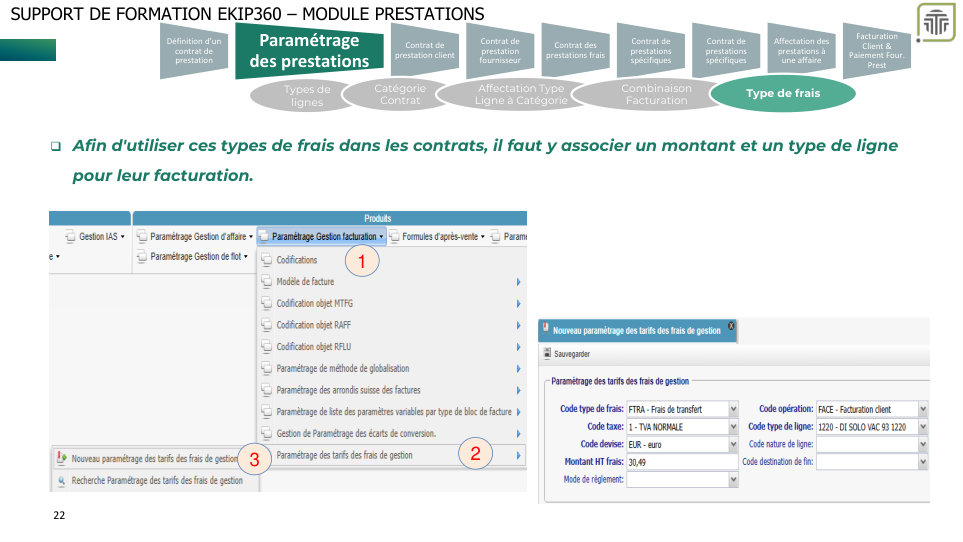 SUPPORT DE FORMATION EKIP360 – MODULE PRESTATIONS
Définition d'un
contrat de
prestation
Paramétrage
des prestations
Contrat de
prestation client
Contrat de
prestation
fournisseur
Contrat des
prestations frais
Contrat de
prestations
spécifiques
Contrat de
prestations
spécifiques
Affectation des
prestations à
une affaire
Facturation
Client &
Paiement Four.
Prest
Types de
lignes
Catégorie
Contrat
Affectation Type
Ligne à Catégorie
Combinaison
Facturation
Type de frais
Afin d'utiliser ces types de frais dans les contrats, il faut y associer un montant et un type de ligne
pour leur facturation.
Produits
Gestion IAS
Paramétrage Gestion d'affaire
Paramétrage Gestion facturation
Formules d'après-vente
Parame
e
Paramétrage Gestion de flot
1
Codifications
Modèle de facture
Codification objet MTFG
Codification objet RAFF
Codification objet RFLU
Paramétrage de méthode de globalisation
Paramétrage des arrondis suisse des factures
Paramètrage de liste des paramètres variables par type de bloc de facture
Gestion de Paramétrage des écarts de conversion.
Paramétrage des tarifs des frais de gestion
2
Nouveau paramétrage des tarifs des frais de gestion
3
Recherche Paramétrage des tarifs des frais de gestion
Nouveau paramétrage des tarifs des frais de gestion
Sauvegarder
Paramétrage des tarifs des frais de gestion
Code type de frais: FTRA - Frais de transfert
Code opération: FACE - Facturation client
Code taxe: 1 - TVA NORMALE
Code type de ligne: 1220 - DI SOLO VAC 93 1220
Code devise: EUR - euro
Code nature de ligne:
Montant HT frais: 30,49
Code destination de fin:
Mode de règlement:
22